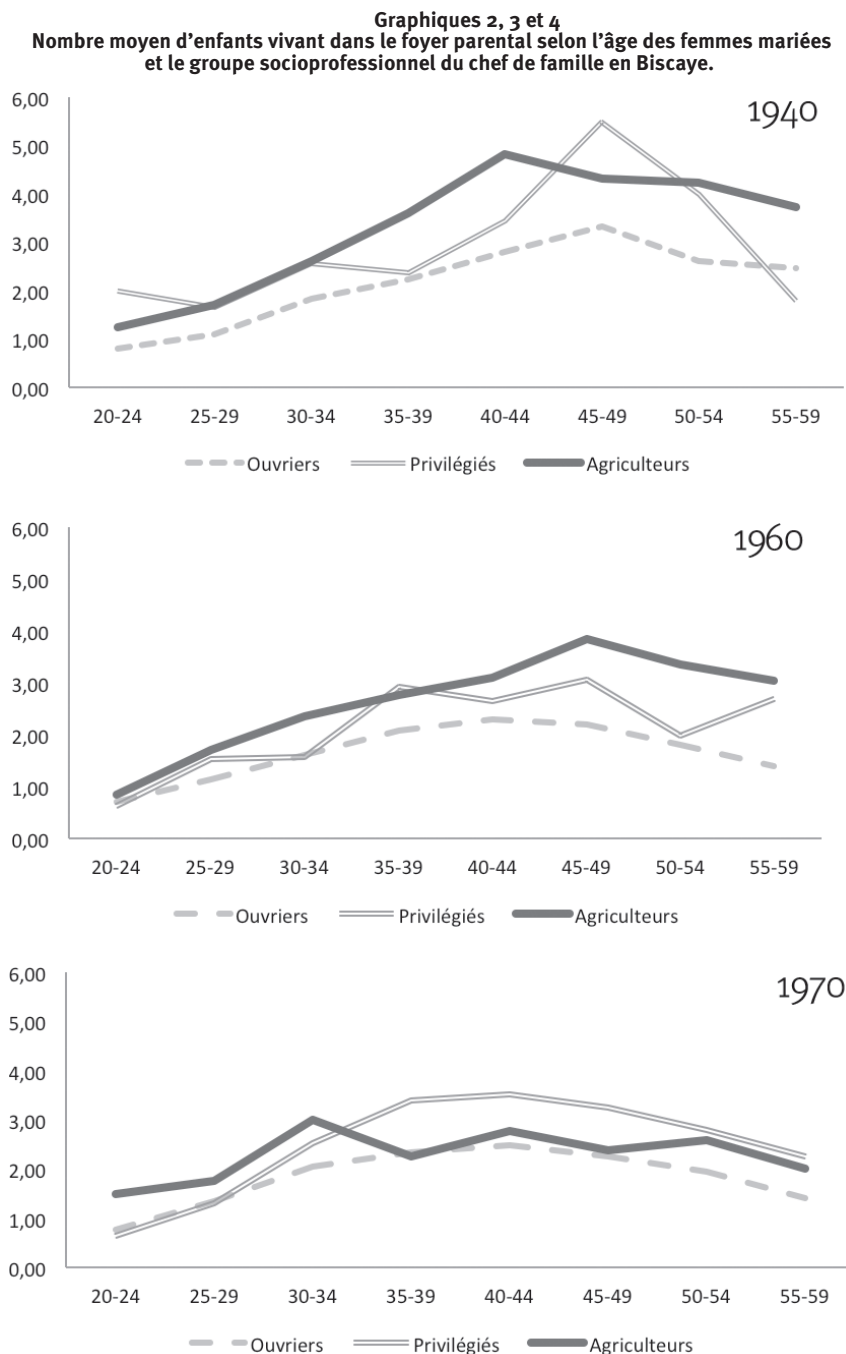 Graphiques 2, 3 et 4
Nombre moyen d’enfants vivant dans le foyer parental selon l’âge des femmes mariées
et le groupe socioprofessionnel du chef de famille en Biscaye.
1940
6,00
5,00
4,00
3,00
2,00
1,00
0,00
20-24 25-29 30-34 35-39 40-44 45-49 50-54 55-59
Ouvriers Privilégiés Agriculteurs
1960
6,00
5,00
4,00
3,00
2,00
1,00
0,00
20-24 25-29 30-34 35-39 40-44 45-49 50-54 55-59
Ouvriers Privilégiés Agriculteurs
1970
6,00
5,00
4,00
3,00
2,00
1,00
0,00
20-24 25-29 30-34 35-39 40-44 45-49 50-54 55-59
Ouvriers Privilégiés Agriculteurs